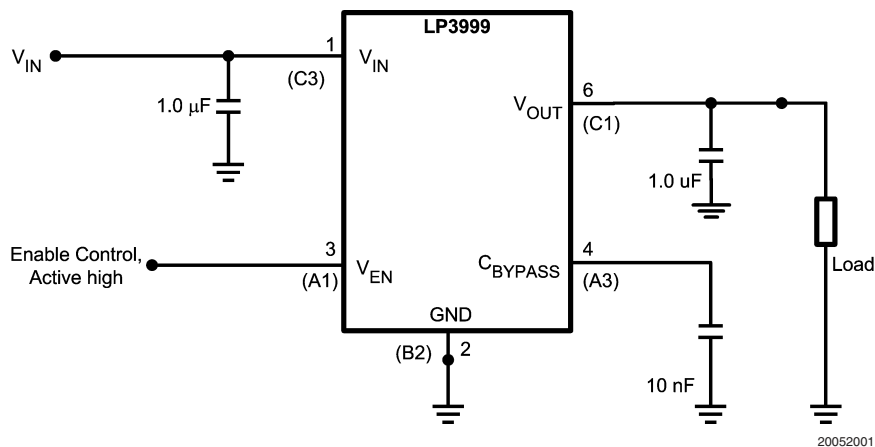 LP3999
1
V_IN
V_IN
(C3)
1.0 μF
6
V_OUT
(C1)
1.0 uF
Enable Control,
Active high
3
V_EN
(A1)
4
C_BYPASS
(A3)
Load
GND
(B2)
2
10 nF
20052001